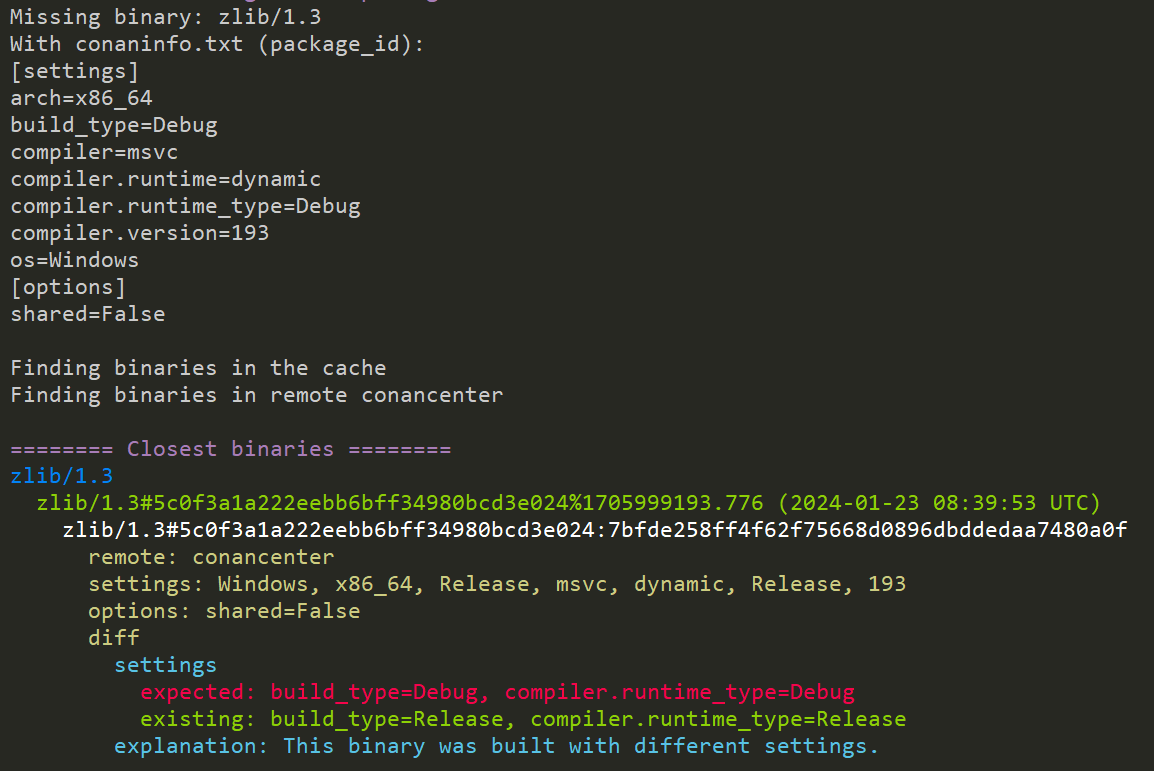 Missing binary: zlib/1.3
With conaninfo.txt (package_id):
[settings]
arch=x86_64
build_type=Debug
compiler=msvc
compiler.runtime=dynamic
compiler.runtime_type=Debug
compiler.version=193
os=Windows
[options]
shared=False
Finding binaries in the cache
Finding binaries in remote conancenter
======== Closest binaries ========
zlib/1.3
zlib/1.3#5c0f3a1a222eebb6bff34980bcd3e024%1705999193.776 (2024-01-23 08:39:53 UTC)
zlib/1.3#5c0f3a1a222eebb6bff34980bcd3e024:7bfde258ff4f62f75668d0896dbddedaa7480a0f
remote: conancenter
settings: Windows, x86_64, Release, msvc, dynamic, Release, 193
options: shared=False
diff
settings
expected: build_type=Debug, compiler.runtime_type=Debug
existing: build_type=Release, compiler.runtime_type=Release
explanation: This binary was built with different settings.